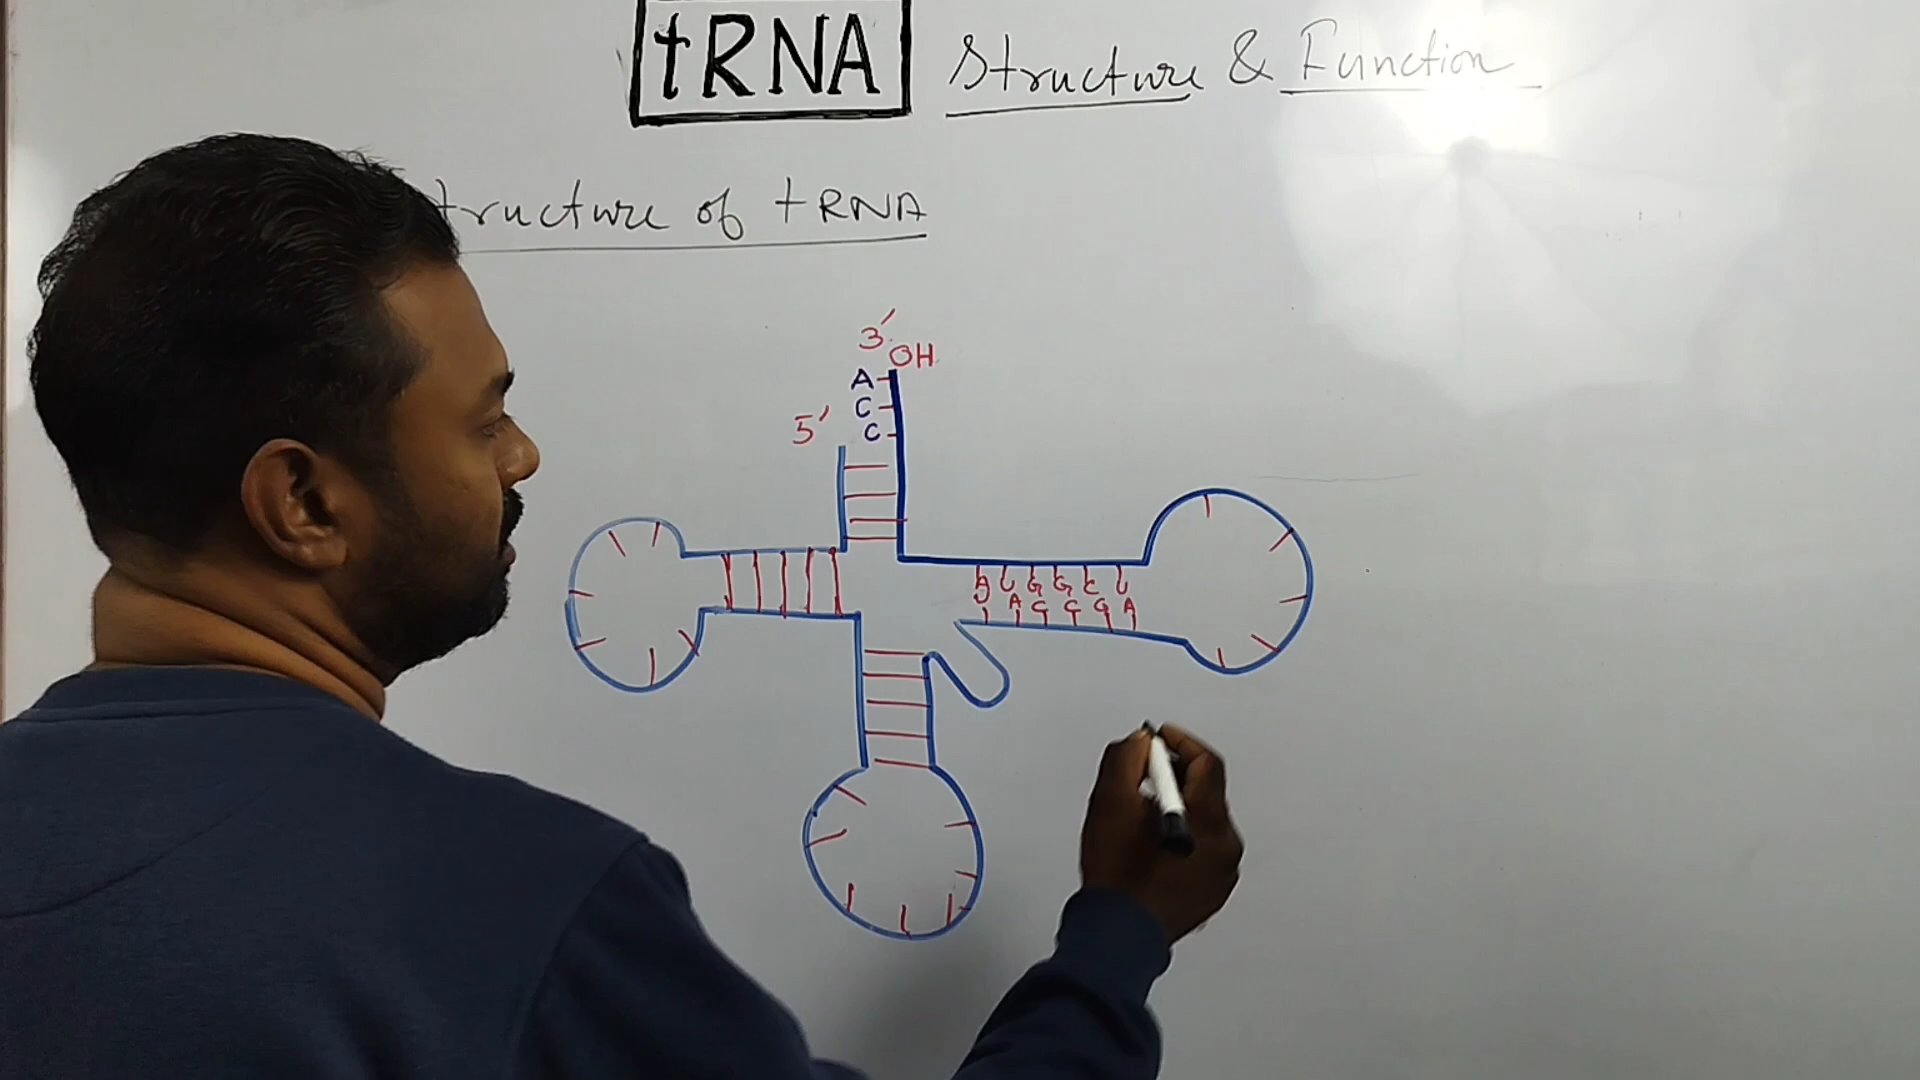 tRNA Structure & Function
tructure of tRNA
3′
OH
A
C
5′
C
A U G G C U
U A C C G A